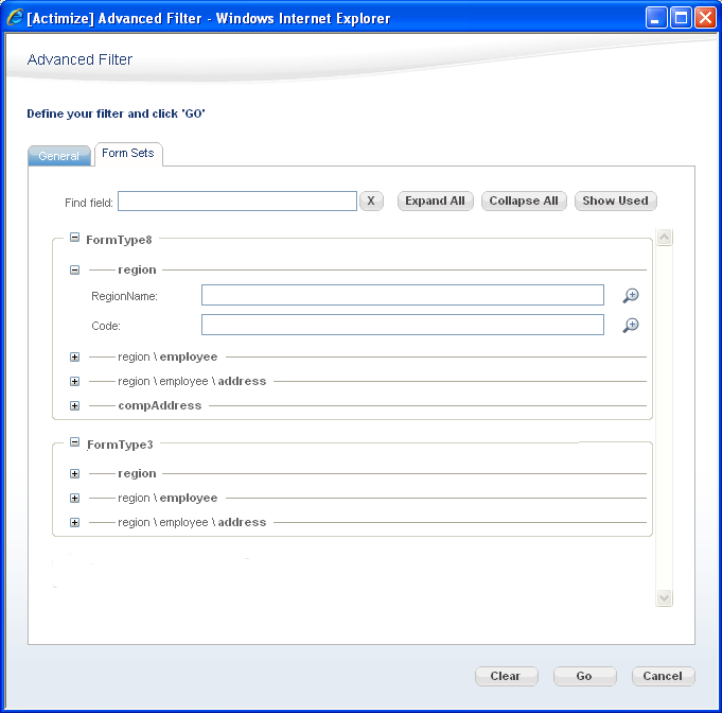 [Actimize] Advanced Filter - Windows Internet Explorer
Advanced Filter
Define your filter and click 'GO'
General Form Sets
Find field: X Expand All Collapse All Show Used
FormType8
region
RegionName:
Code:
region \ employee
region \ employee \ address
compAddress
FormType3
region
region \ employee
region \ employee \ address
Clear Go Cancel